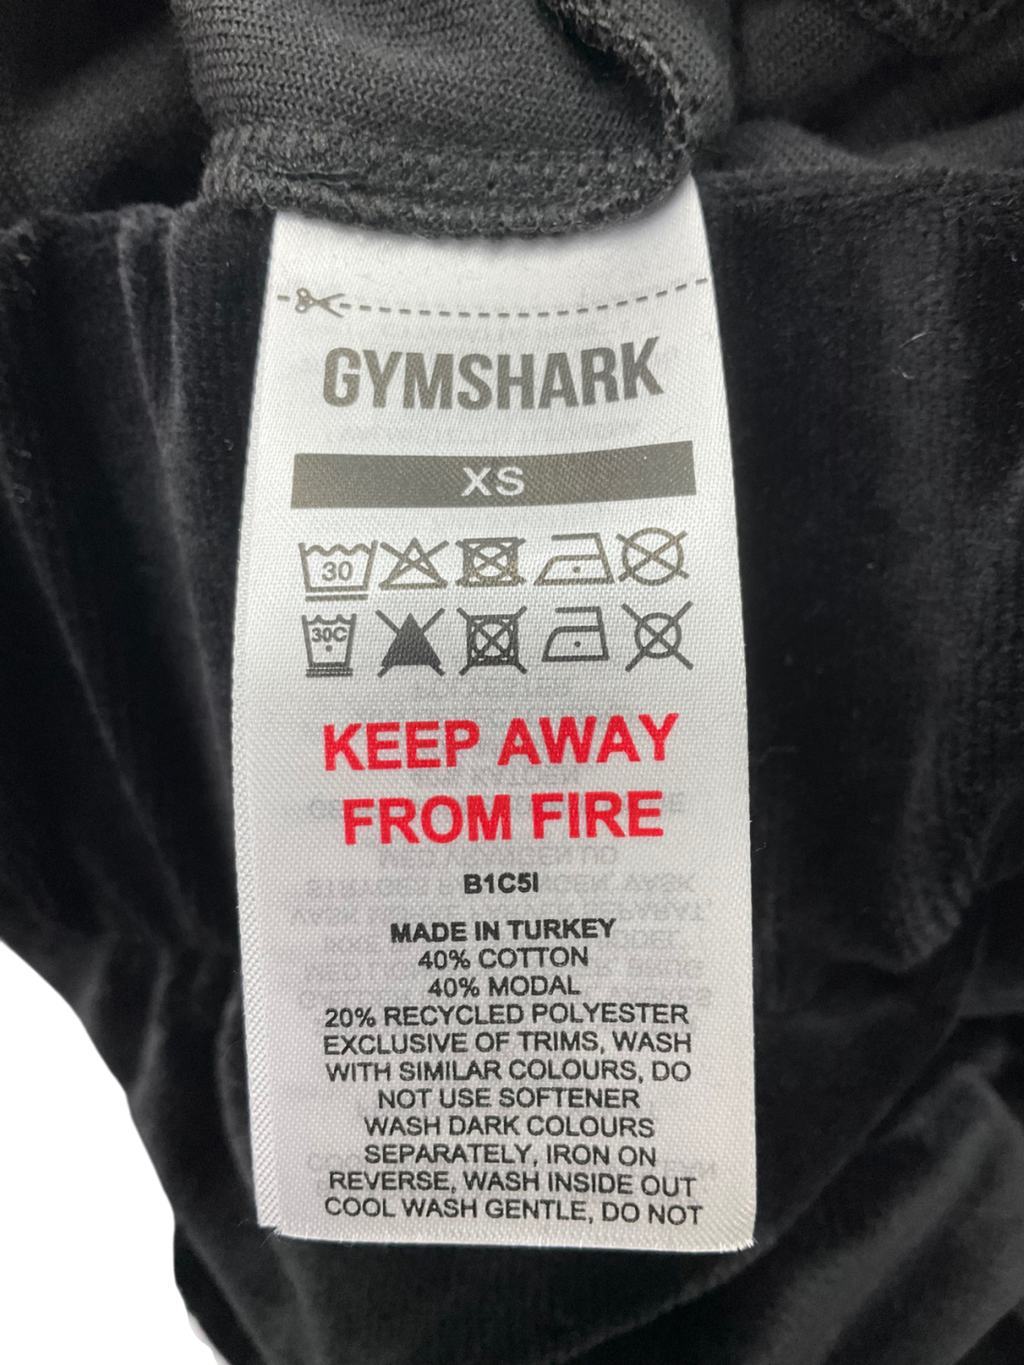 GYMSHARK
XS
30
30C
KEEP AWAY
FROM FIRE
B1C5I
MADE IN TURKEY
40% COTTON
40% MODAL
20% RECYCLED POLYESTER
EXCLUSIVE OF TRIMS, WASH
WITH SIMILAR COLOURS, DO
NOT USE SOFTENER
WASH DARK COLOURS
SEPARATELY, IRON ON
REVERSE, WASH INSIDE OUT
COOL WASH GENTLE, DO NOT